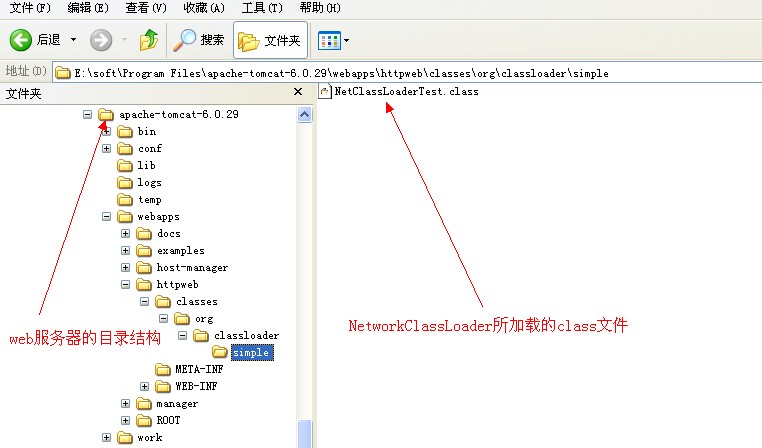 文件(F) 编辑(E) 查看(V) 收藏(A) 工具(T) 帮助(H)
后退 搜索 文件夹
地址(D) E:\soft\Program Files\apache-tomcat-6.0.29\webapps\httpweb\classes\org\classloader\simple
文件夹
NetClassLoaderTest.class
apache-tomcat-6.0.29
bin
conf
lib
logs
temp
webapps
docs
examples
host-manager
httpweb
classes
org
classloader
simple
META-INF
WEB-INF
manager
ROOT
work
web服务器的目录结构
NetworkClassLoader所加载的class文件